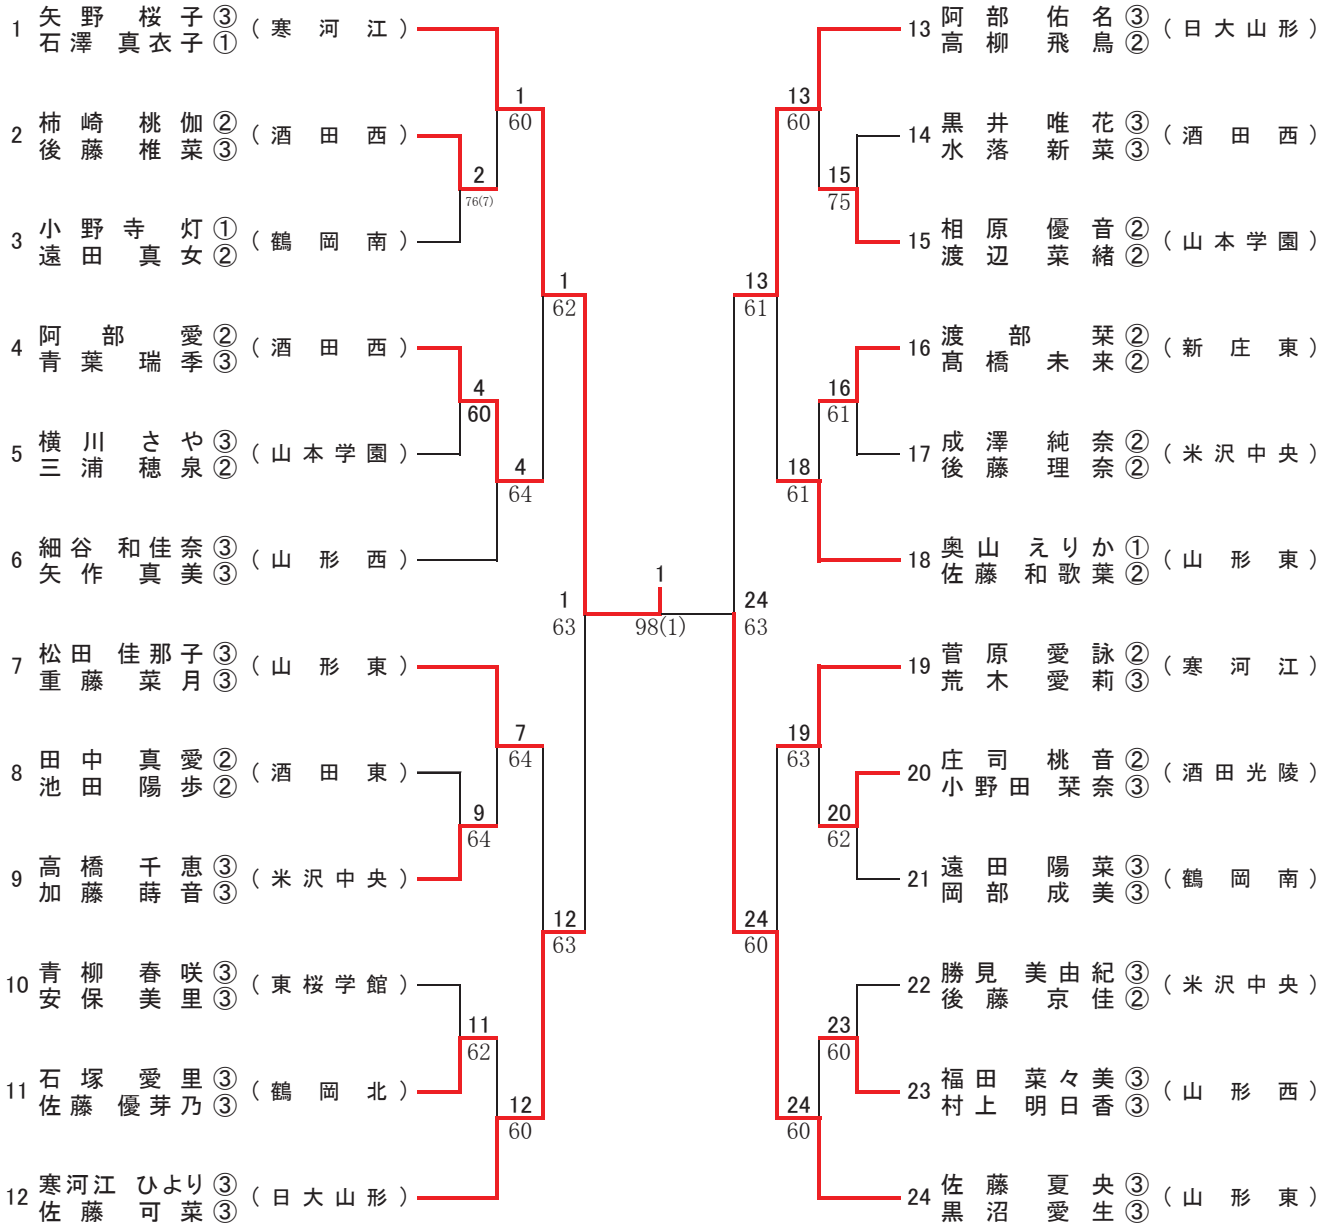 1 矢野 桜子③ (寒河江)
石澤 真衣子①
2 柿崎 桃伽② (酒田西)
後藤 椎菜③
3 小野寺 灯① (鶴岡南)
遠田 真女②
4 阿部 愛② (酒田西)
青葉 瑞季③
5 横川 さや③ (山本学園)
三浦 穂泉②
6 細谷 和佳奈③ (山形西)
矢作 真美③
7 松田 佳那子③ (山形東)
重藤 菜月③
8 田中 真愛② (酒田東)
池田 陽歩②
9 高橋 千恵③ (米沢中央)
加藤 蒔音③
10 青柳 春咲③ (東桜学館)
安保 美里③
11 石塚 愛里③ (鶴岡北)
佐藤 優芽乃③
12 寒河江 ひより③ (日大山形)
佐藤 可菜③
1
60
2
76(7)
1
62
4
60
4
64
1
63
7
64
9
64
12
63
11
62
12
60
1
98(1)
13
60
15
75
13
61
16
61
18
61
24
63
19
63
20
62
24
60
23
60
24
60
13 阿部 佑名③ (日大山形)
高柳 飛鳥②
14 黒井 唯花③ (酒田西)
水落 新菜③
15 相原 優音② (山本学園)
渡辺 菜緒②
16 渡部 栞② (新庄東)
髙橋 未来②
17 成澤 純奈② (米沢中央)
後藤 理奈②
18 奥山 えりか① (山形東)
佐藤 和歌葉②
19 菅原 愛詠② (寒河江)
荒木 愛莉③
20 庄司 桃音② (酒田光陵)
小野田 栞奈③
21 遠田 陽菜③ (鶴岡南)
岡部 成美③
22 勝見 美由紀③ (米沢中央)
後藤 京佳②
23 福田 菜々美③ (山形西)
村上 明日香③
24 佐藤 夏央③ (山形東)
黒沼 愛生③